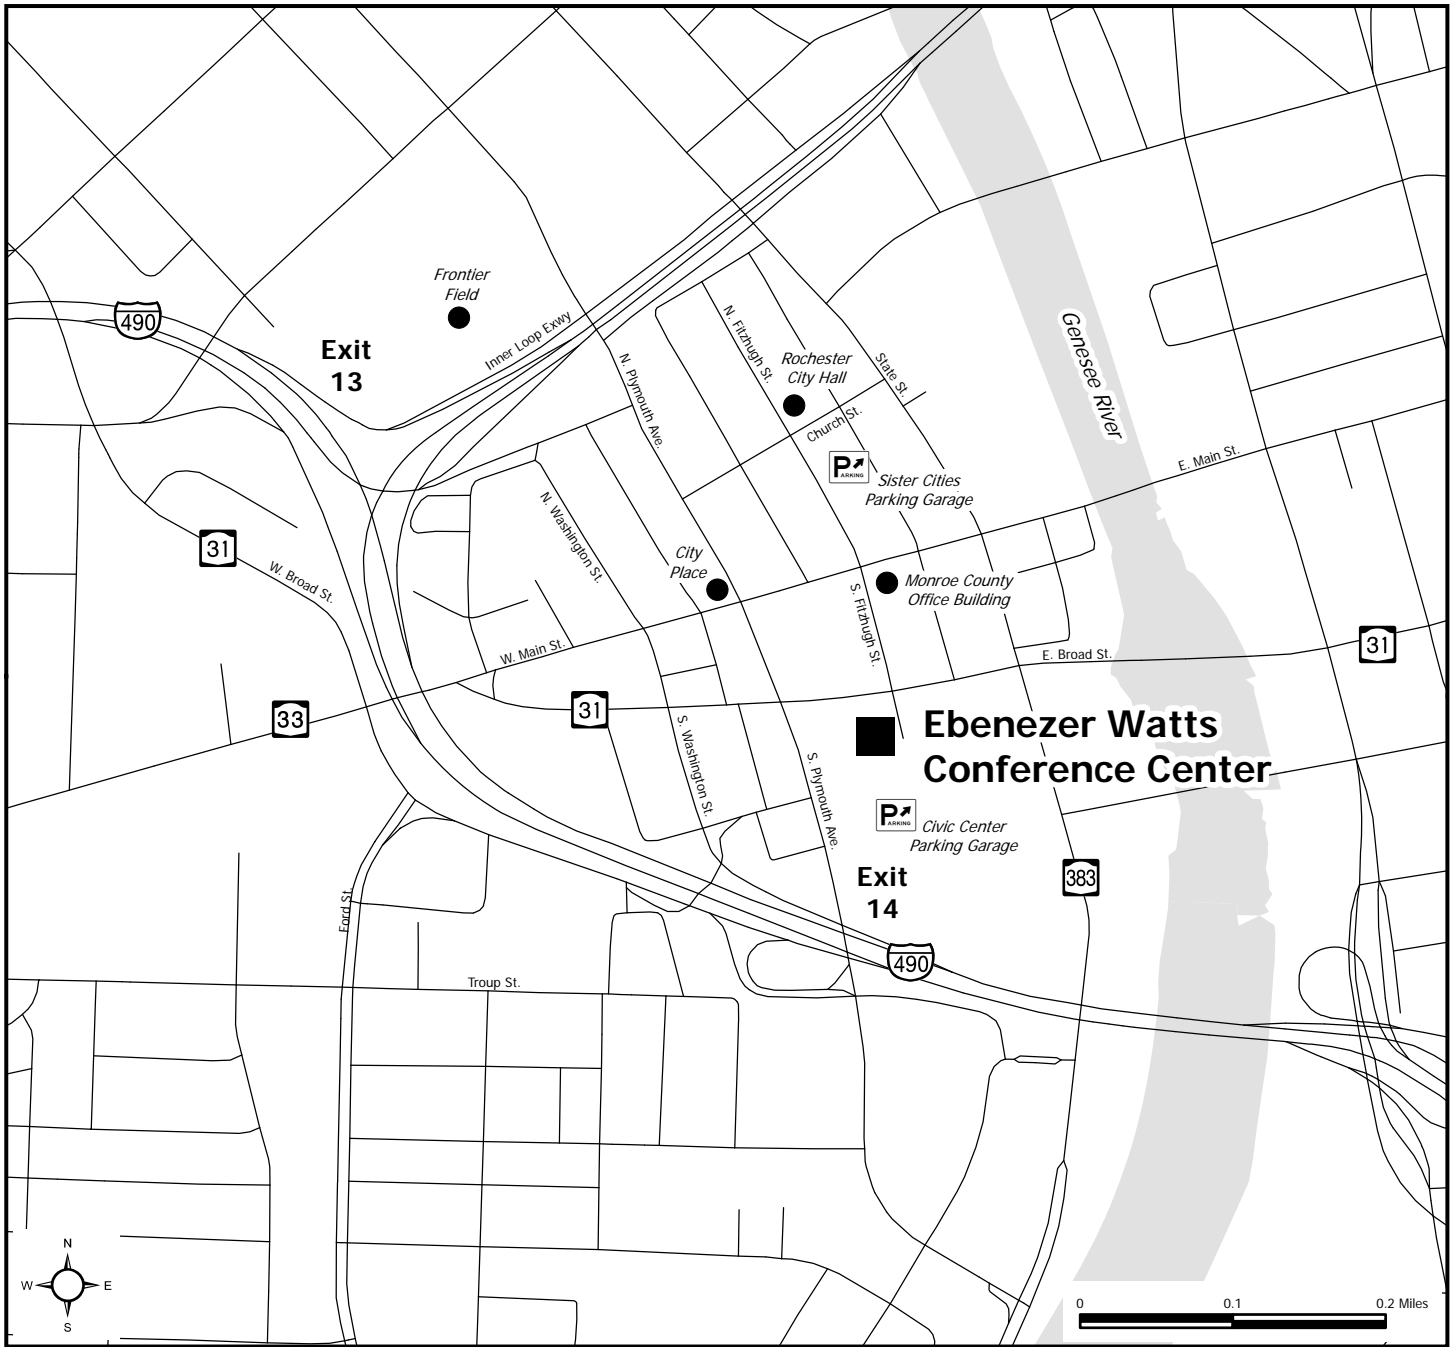 Frontier
Field
490
Exit
13
Inner Loop Exwy
N. Plymouth Ave.
N. Fitzhugh St.
Rochester
City Hall
State St.
Church St.
Genesee River
PARKING
Sister Cities
Parking Garage
E. Main St.
N. Washington St.
31
W. Broad St.
City
Place
Monroe County
Office Building
S. Fitzhugh St.
W. Main St.
E. Broad St.
31
33
31
S. Washington St.
S. Plymouth Ave.
Ebenezer Watts
Conference Center
P
ARKING
Civic Center
Parking Garage
Exit
14
383
Ford St.
490
Troup St.
N
W E
S
0 0.1 0.2 Miles